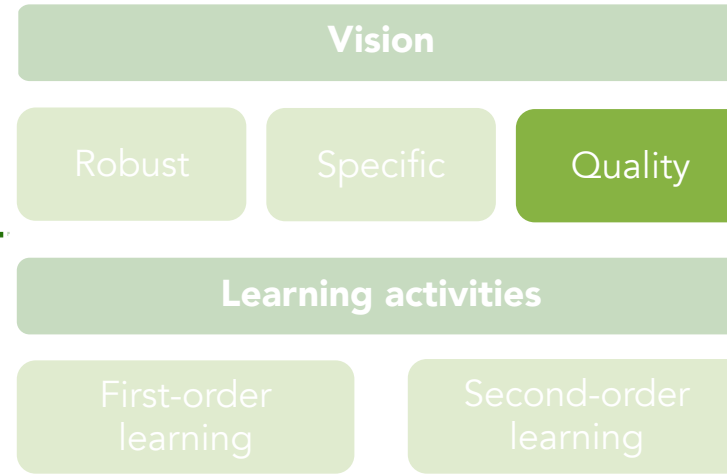 Vision
Robust Specific Quality
Learning activities
First-order Second-order
learning learning